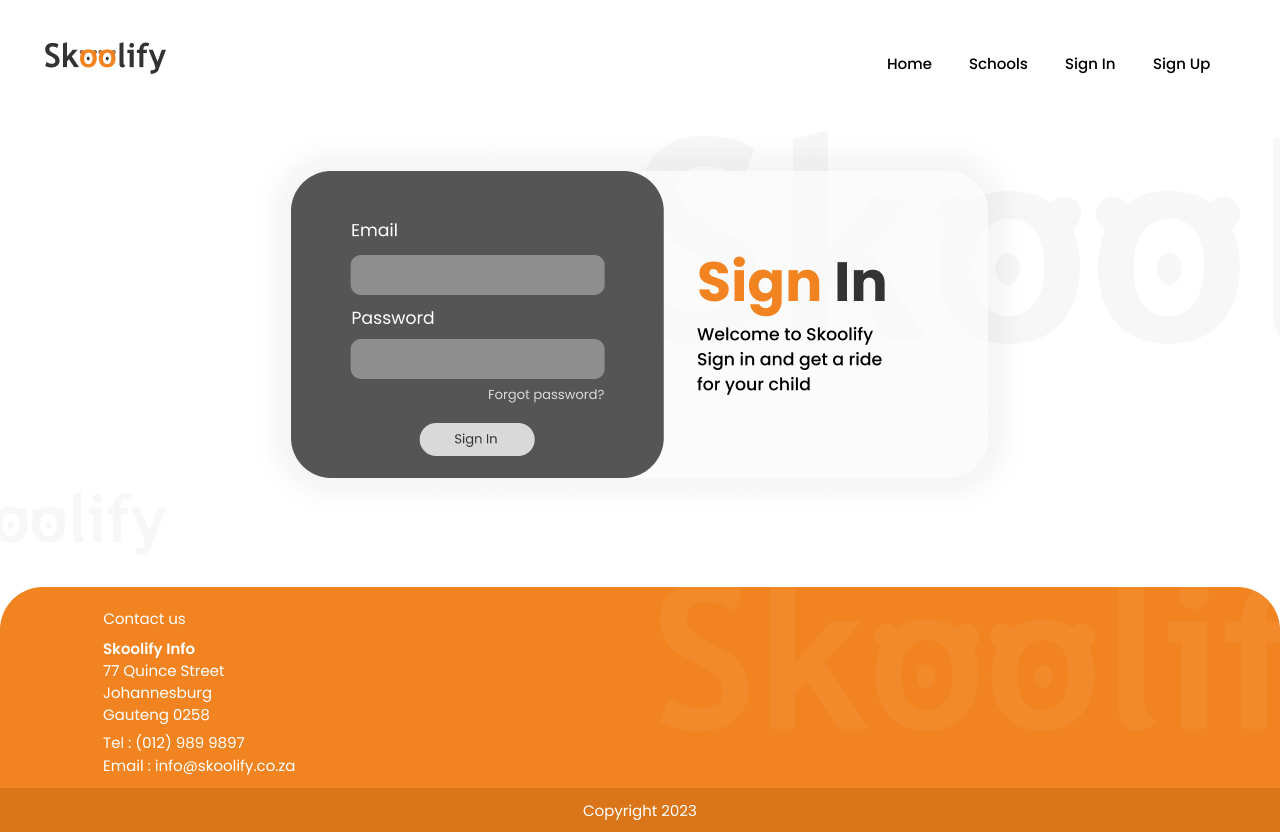 Skoolify
Home Schools Sign In Sign Up
Skool
Email
Password
Forgot password?
Sign In
Sign In
Welcome to Skoolify
Sign in and get a ride
for your child
oolify
Skoolify
Contact us
Skoolify Info
77 Quince Street
Johannesburg
Gauteng 0258
Tel : (012) 989 9897
Email : info@skoolify.co.za
Copyright 2023